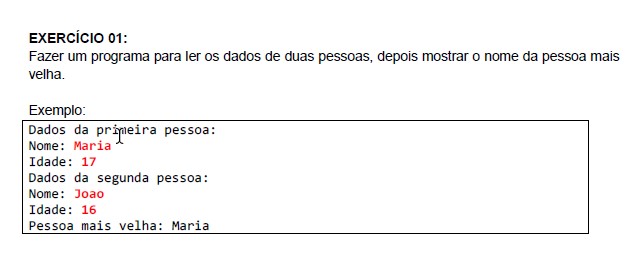 EXERCÍCIO 01:
Fazer um programa para ler os dados de duas pessoas, depois mostrar o nome da pessoa mais
velha.
Exemplo:
Dados da primeira pessoa:
Nome: Maria
Idade: 17
Dados da segunda pessoa:
Nome: Joao
Idade: 16
Pessoa mais velha: Maria